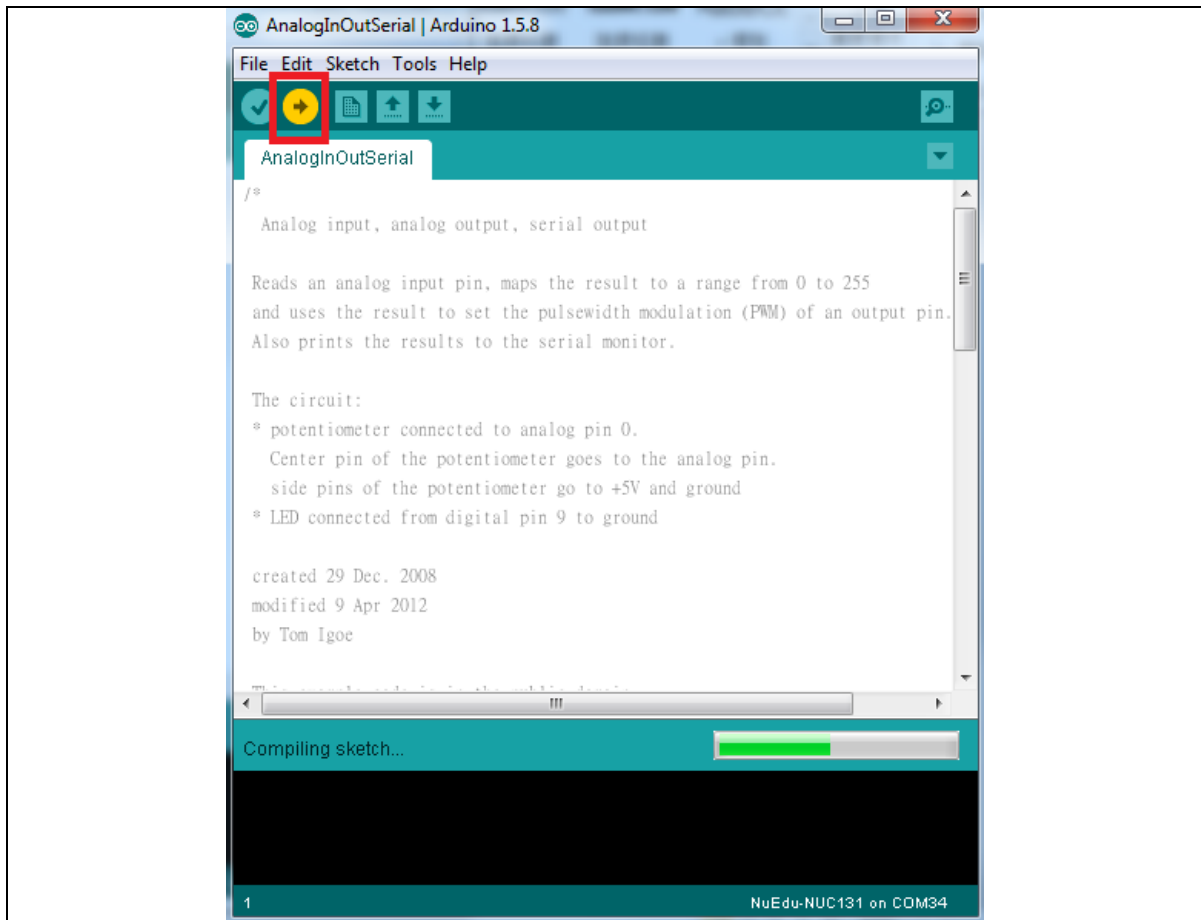 AnalogInOutSerial | Arduino 1.5.8
File Edit Sketch Tools Help
AnalogInOutSerial
/*
Analog input, analog output, serial output
Reads an analog input pin, maps the result to a range from 0 to 255
and uses the result to set the pulsewidth modulation (PWM) of an output pin.
Also prints the results to the serial monitor.
The circuit:
* potentiometer connected to analog pin 0.
Center pin of the potentiometer goes to the analog pin.
side pins of the potentiometer go to +5V and ground
* LED connected from digital pin 9 to ground
created 29 Dec. 2008
modified 9 Apr 2012
by Tom Igoe
Compiling sketch...
1
NuEdu-NUC131 on COM34